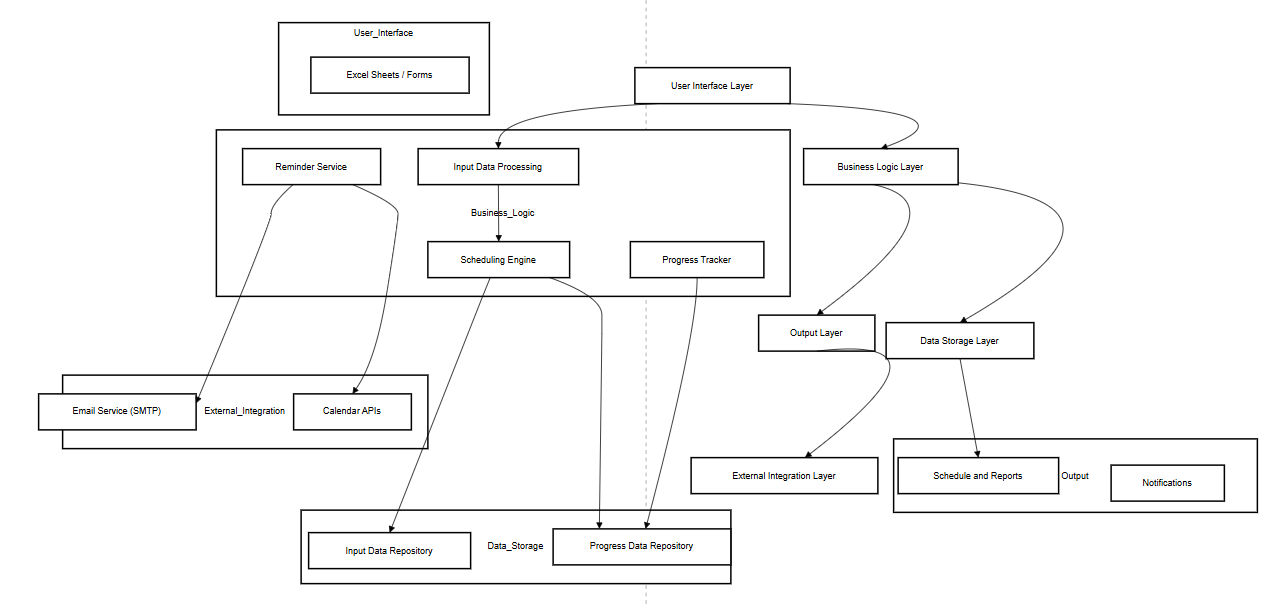 User_Interface
Excel Sheets / Forms
User Interface Layer
Reminder Service
Input Data Processing
Business Logic Layer
Business_Logic
Scheduling Engine
Progress Tracker
Output Layer
Data Storage Layer
Email Service (SMTP)
External_Integration
Calendar APIs
External Integration Layer
Schedule and Reports
Output
Notifications
Input Data Repository
Data_Storage
Progress Data Repository